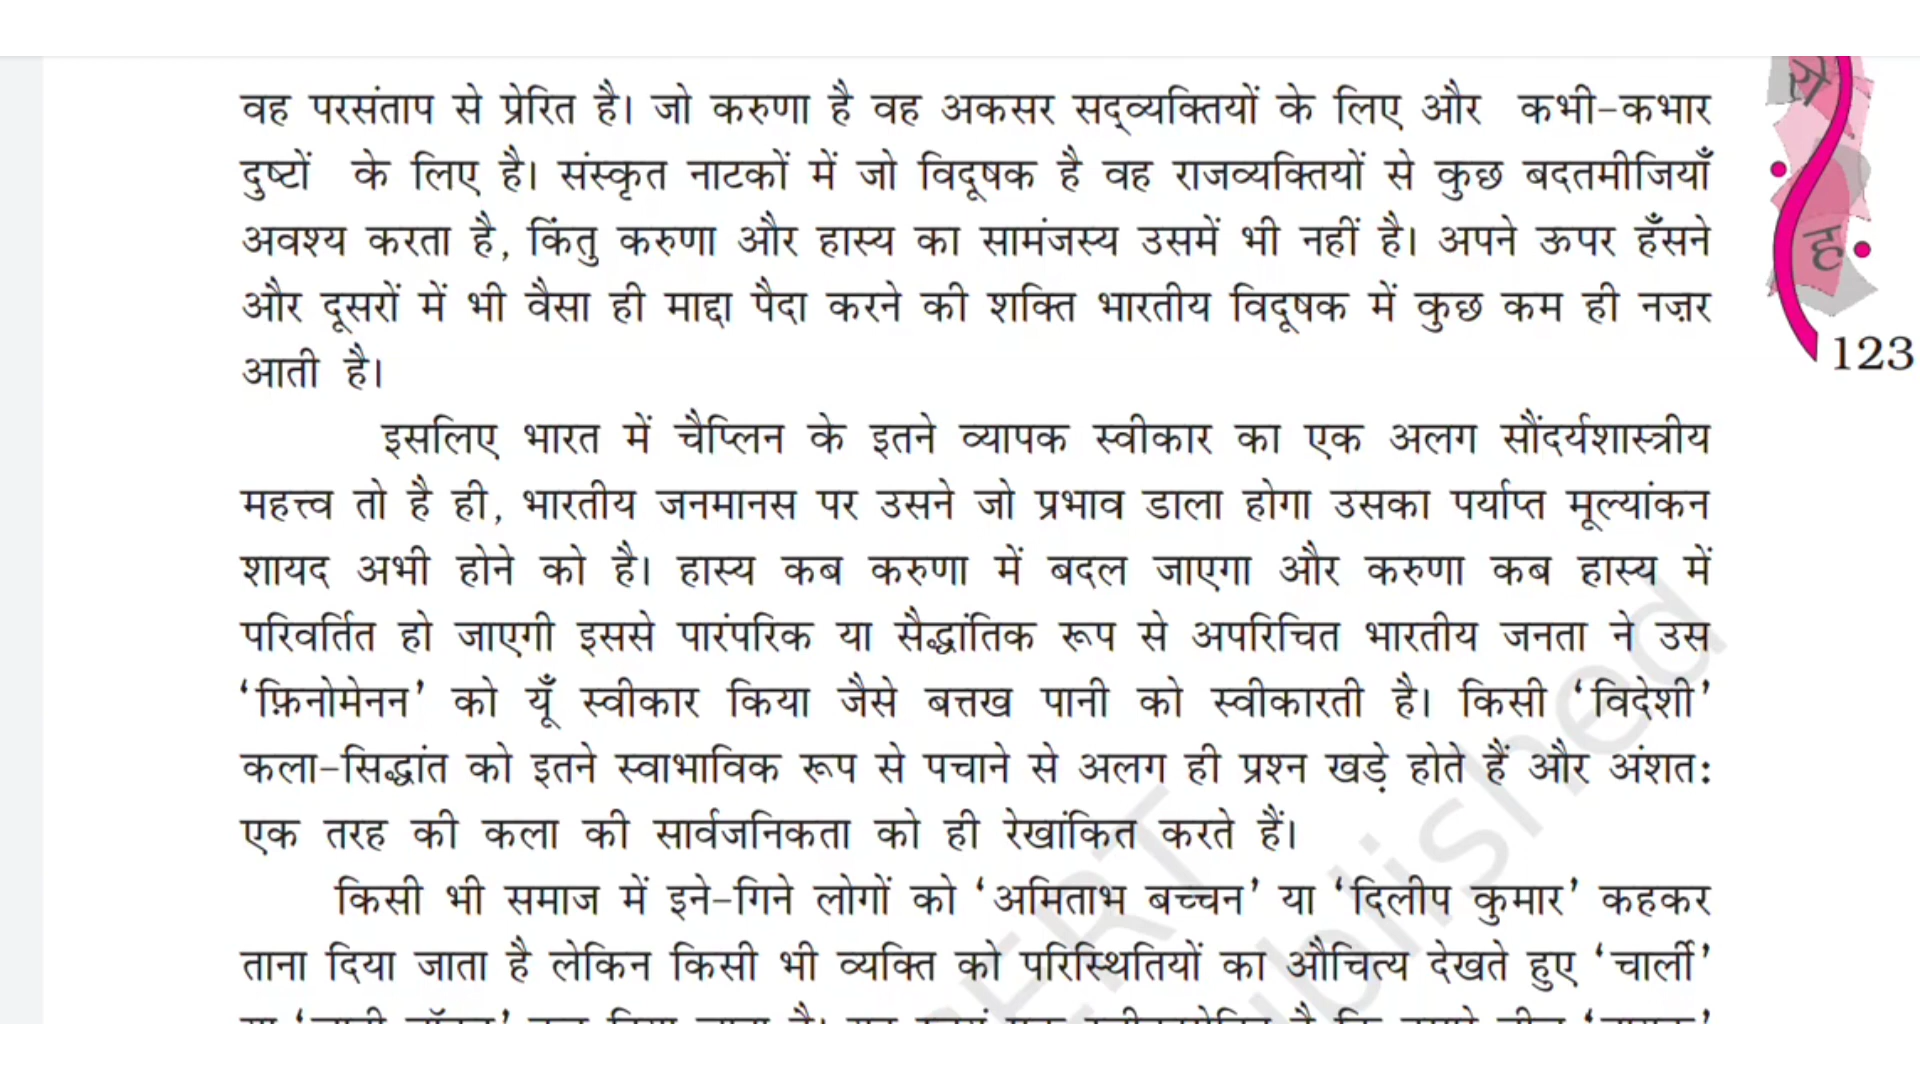 वह परसंताप से प्रेरित है। जो करुणा है वह अकसर सद्व्यक्तियों के लिए और कभी-कभार
दुष्टों के लिए है। संस्कृत नाटकों में जो विदूषक है वह राजव्यक्तियों से कुछ बदतमीजियाँ
अवश्य करता है, किंतु करुणा और हास्य का सामंजस्य उसमें भी नहीं है। अपने ऊपर हँसने
और दूसरों में भी वैसा ही माद्दा पैदा करने की शक्ति भारतीय विदूषक में कुछ कम ही नज़र
आती है।
123
इसलिए भारत में चैप्लिन के इतने व्यापक स्वीकार का एक अलग सौंदर्यशास्त्रीय
महत्त्व तो है ही, भारतीय जनमानस पर उसने जो प्रभाव डाला होगा उसका पर्याप्त मूल्यांकन
शायद अभी होने को है। हास्य कब करुणा में बदल जाएगा और करुणा कब हास्य में
परिवर्तित हो जाएगी इससे पारंपरिक या सैद्धांतिक रूप से अपरिचित भारतीय जनता ने उस
‘फ़िनोमेनन’ को यूँ स्वीकार किया जैसे बत्तख पानी को स्वीकारती है। किसी ‘विदेशी’
कला-सिद्धांत को इतने स्वाभाविक रूप से पचाने से अलग ही प्रश्न खड़े होते हैं और अंशत:
एक तरह की कला की सार्वजनिकता को ही रेखांकित करते हैं।
किसी भी समाज में इने-गिने लोगों को ‘अमिताभ बच्चन’ या ‘दिलीप कुमार’ कहकर
ताना दिया जाता है लेकिन किसी भी व्यक्ति को परिस्थितियों का औचित्य देखते हुए ‘चार्ली’